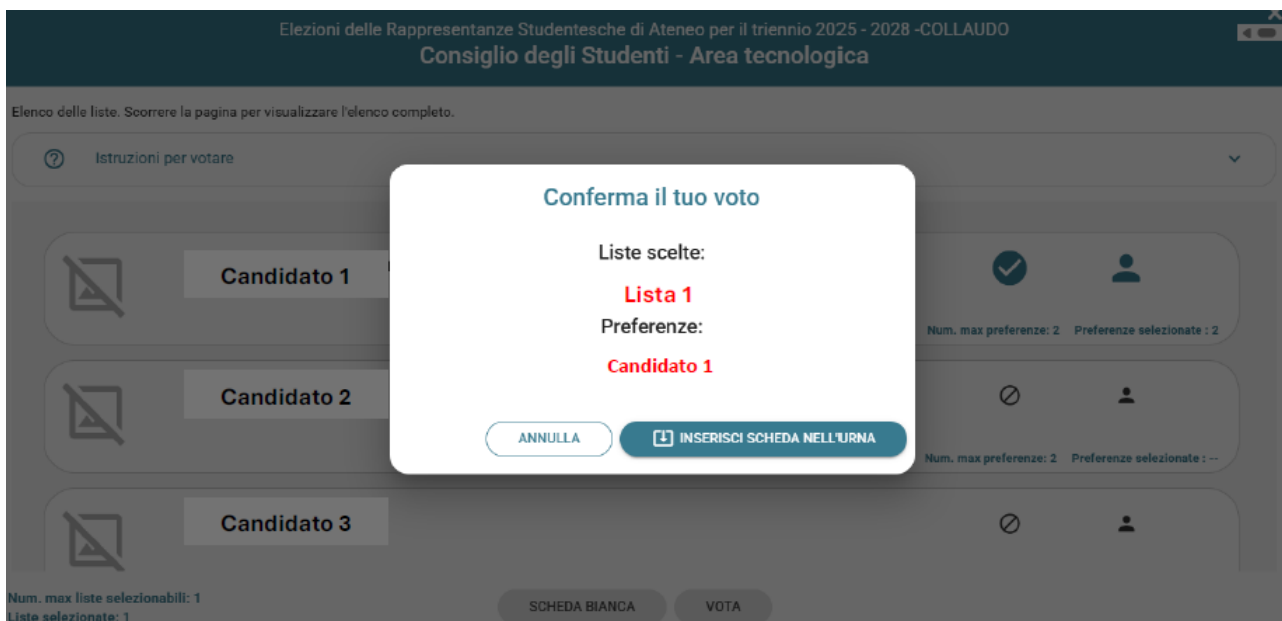 Elezioni delle Rappresentanze Studentesche di Ateneo per il triennio 2025 - 2028 -COLLAUDO
Consiglio degli Studenti - Area tecnologica
Elenco delle liste. Scorrere la pagina per visualizzare l'elenco completo.
Istruzioni per votare
Conferma il tuo voto
Liste scelte:
Lista 1
Preferenze:
Candidato 1
ANNULLA
INSERISCI SCHEDA NELL'URNA
Candidato 1
Num. max preferenze: 2 Preferenze selezionate : 2
Candidato 2
Num. max preferenze: 2 Preferenze selezionate : --
Candidato 3
Num. max liste selezionabili: 1
Liste selezionate: 1
SCHEDA BIANCA
VOTA